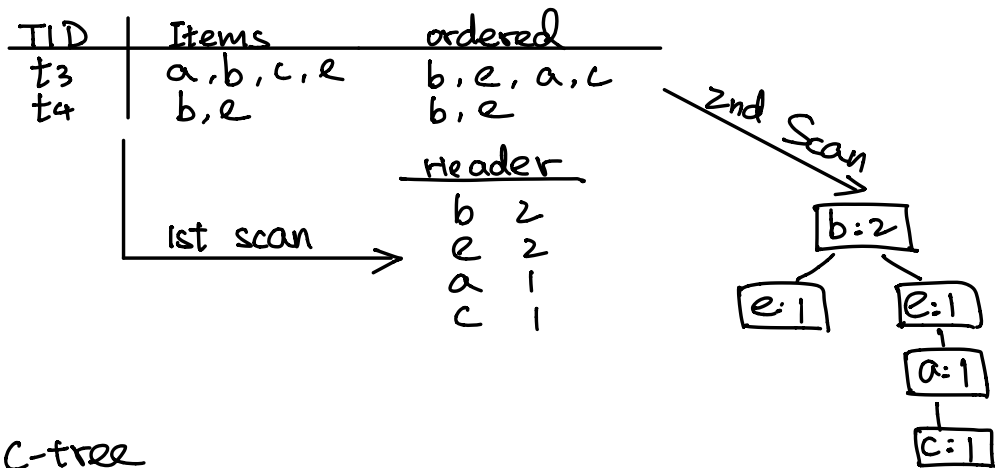 TID Items ordered
t3 a, b, c, e b, e, a, c
t4 b, e b, e
2nd Scan
Header
b 2
e 2
a 1
c 1
1st scan
b:2
e:1 e:1
a:1
c:1
C-tree